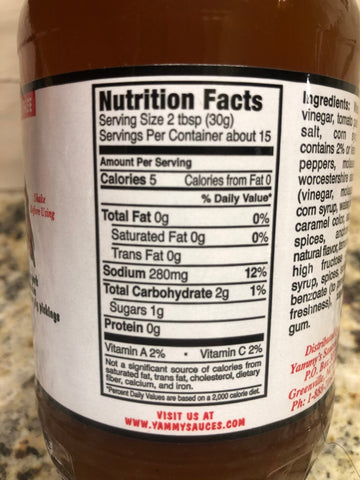 Shake
Before Using
Nutrition Facts
Serving Size 2 tbsp (30g)
Servings Per Container about 15
Amount Per Serving
Calories 5 Calories from Fat 0
% Daily Value*
Total Fat 0g 0%
Saturated Fat 0g 0%
Trans Fat 0g
Sodium 280mg 12%
Total Carbohydrate 2g 1%
Sugars 1g
Protein 0g
Vitamin A 2% • Vitamin C 2%
Not a significant source of calories from
saturated fat, trans fat, cholesterol, dietary
fiber, calcium, and iron.
*Percent Daily Values are based on a 2,000 calorie diet.
VISIT US AT
WWW.YAMMYSAUCES.COM
Ingredients:
vinegar, tomato
salt, corn
contains 2% or
peppers,
worcestershire
(vinegar,
corn syrup,
caramel color,
spices,
natural flavor,
high fructose
syrup, spices,
benzoate (to
freshness),
gum.
Yammy's
P.O.
Greenville,
Ph: